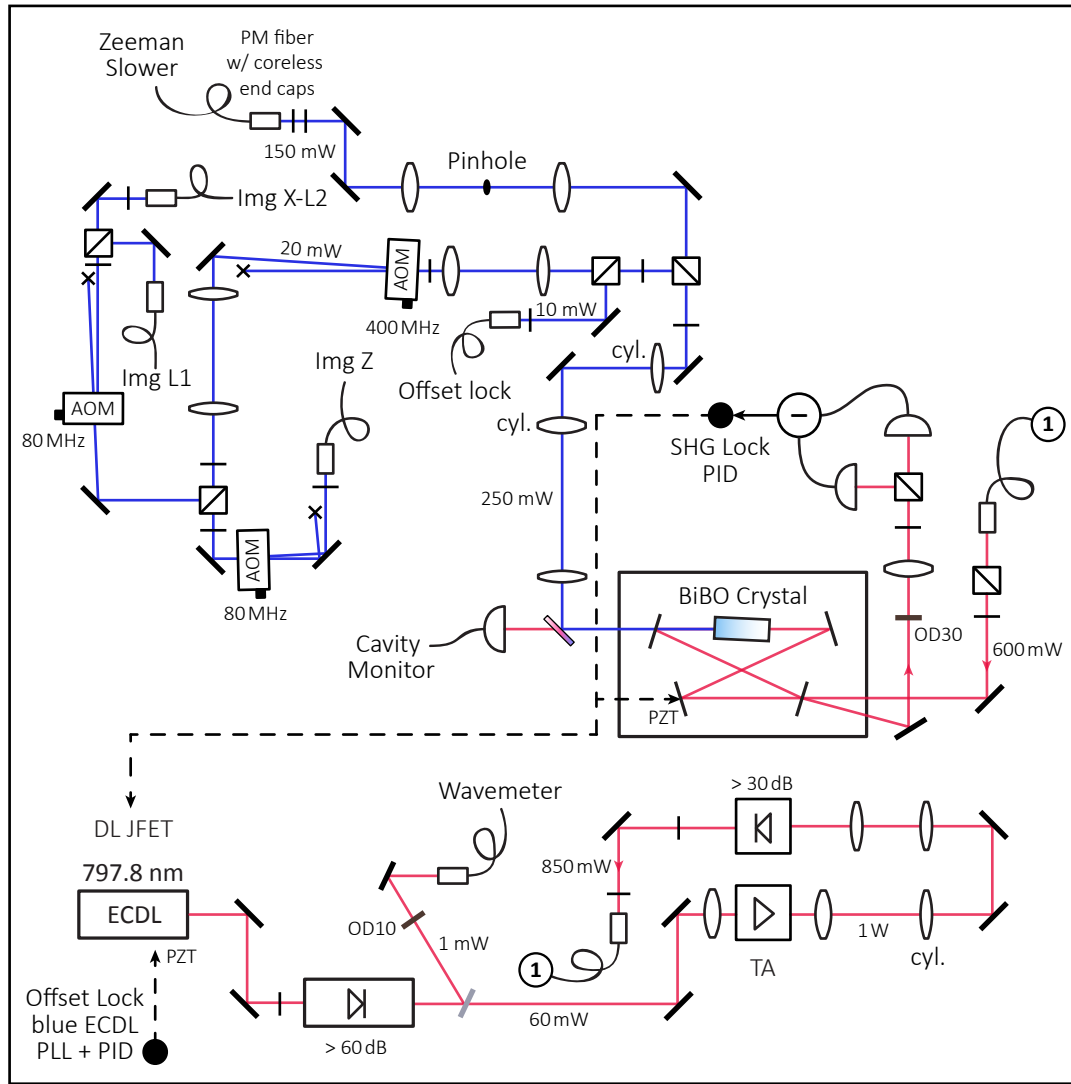 Zeeman
Slower
PM fiber
w/ coreless
end caps
150 mW
Pinhole
Img X-L2
20 mW
AOM
400 MHz
10 mW
Offset lock
Img L1
Img Z
cyl.
cyl.
AOM
80 MHz
250 mW
SHG Lock
PID
1
AOM
80 MHz
BiBO Crystal
OD30
600 mW
Cavity
Monitor
PZT
DL JFET
797.8 nm
ECDL
PZT
Offset Lock
blue ECDL
PLL + PID
> 60 dB
Wavemeter
OD10
1 mW
60 mW
850 mW
1
> 30 dB
TA
1 W
cyl.